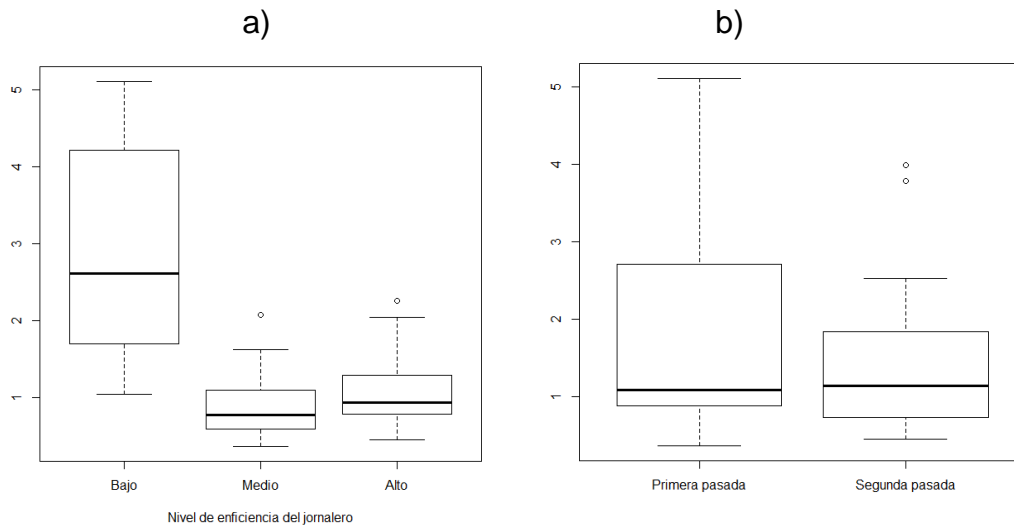 a)
b)
5
4
3
2
1
Bajo Medio Alto
Nivel de enficiencia del jornalero
5
4
3
2
1
Primera pasada Segunda pasada